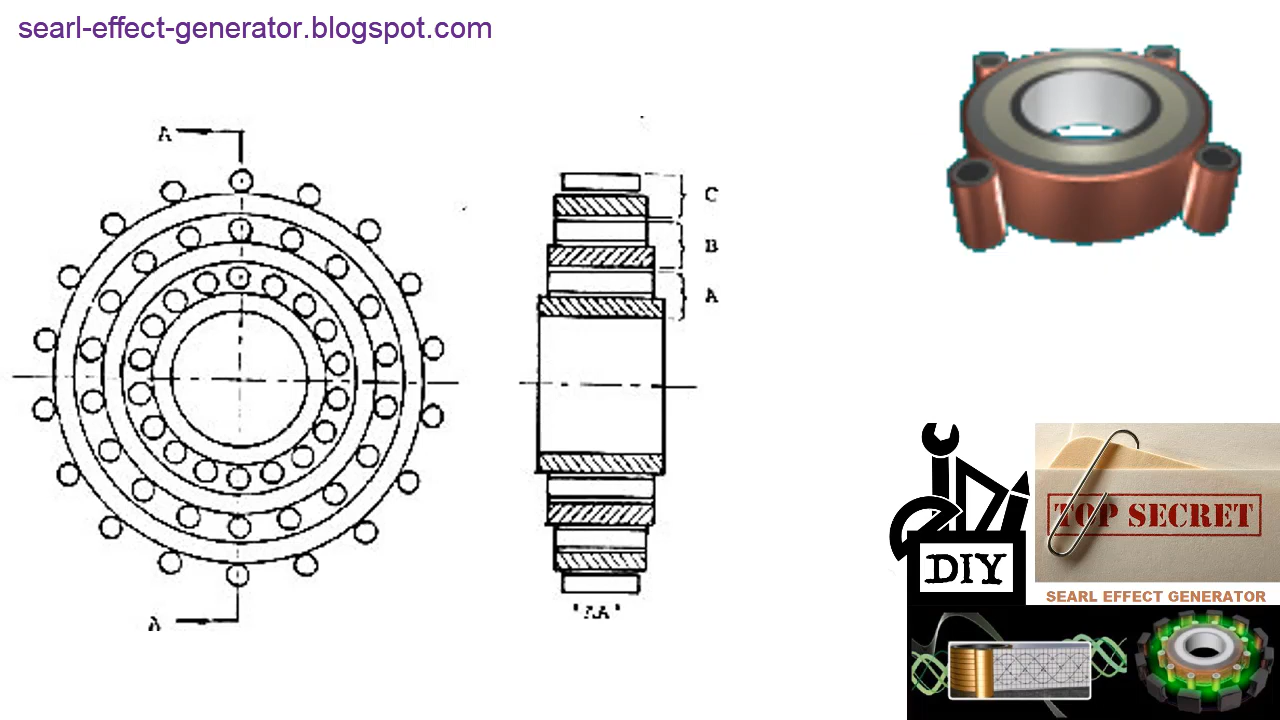 searl-effect-generator.blogspot.com
A
C
B
A
A
"AA"
DIY
TOP SECRET
SEARL EFFECT GENERATOR